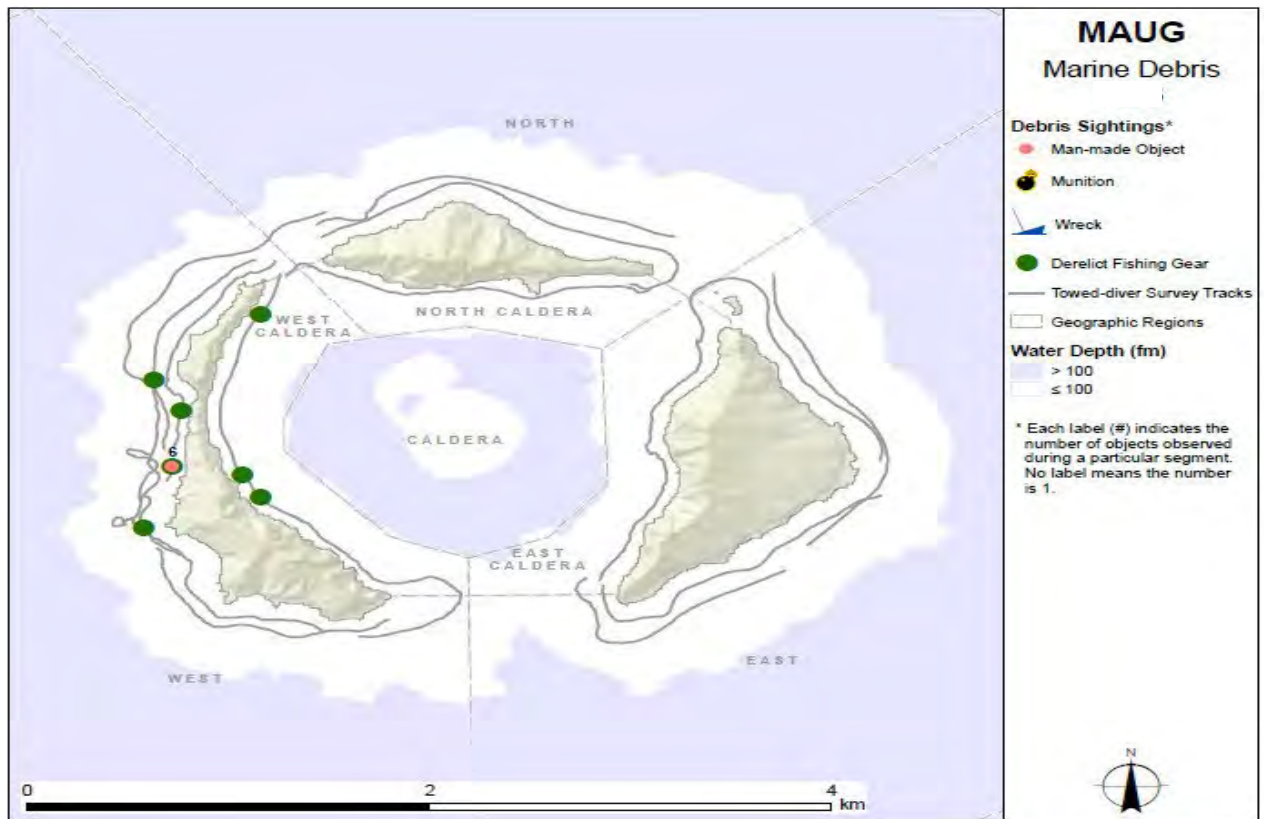 MAUG
Marine Debris
Debris Sightings*
Man-made Object
Munition
Wreck
Derelict Fishing Gear
Towed-diver Survey Tracks
Geographic Regions
Water Depth (fm)
> 100
≤ 100
* Each label (#) indicates the
number of objects observed
during a particular segment.
No label means the number
is 1.
N
NORTH
WEST
CALDERA
NORTH CALDERA
CALDERA
6
EAST
CALDERA
EAST
WEST
0 2 4
km